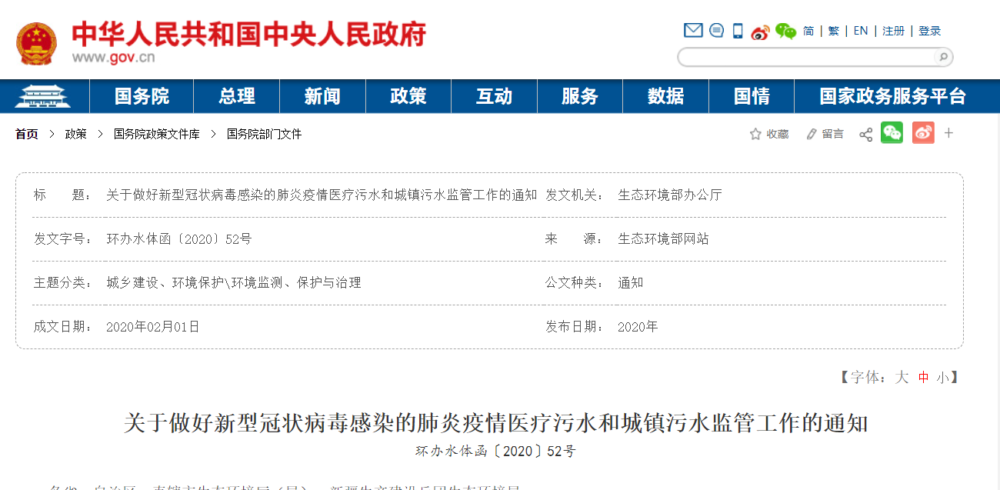 中华人民共和国中央人民政府
www.gov.cn
简 | 繁 | EN | 注册 | 登录
国务院 总理 新闻 政策 互动 服务 数据 国情 国家政务服务平台
首页 > 政策 > 国务院政策文件库 > 国务院部门文件
收藏 留言
标 题： 关于做好新型冠状病毒感染的肺炎疫情医疗污水和城镇污水监管工作的通知 发文机关： 生态环境部办公厅
发文字号： 环办水体函〔2020〕52号 来 源： 生态环境部网站
主题分类： 城乡建设、环境保护\环境监测、保护与治理 公文种类： 通知
成文日期： 2020年02月01日 发布日期： 2020年
【字体：大 中 小】
关于做好新型冠状病毒感染的肺炎疫情医疗污水和城镇污水监管工作的通知
环办水体函〔2020〕52号